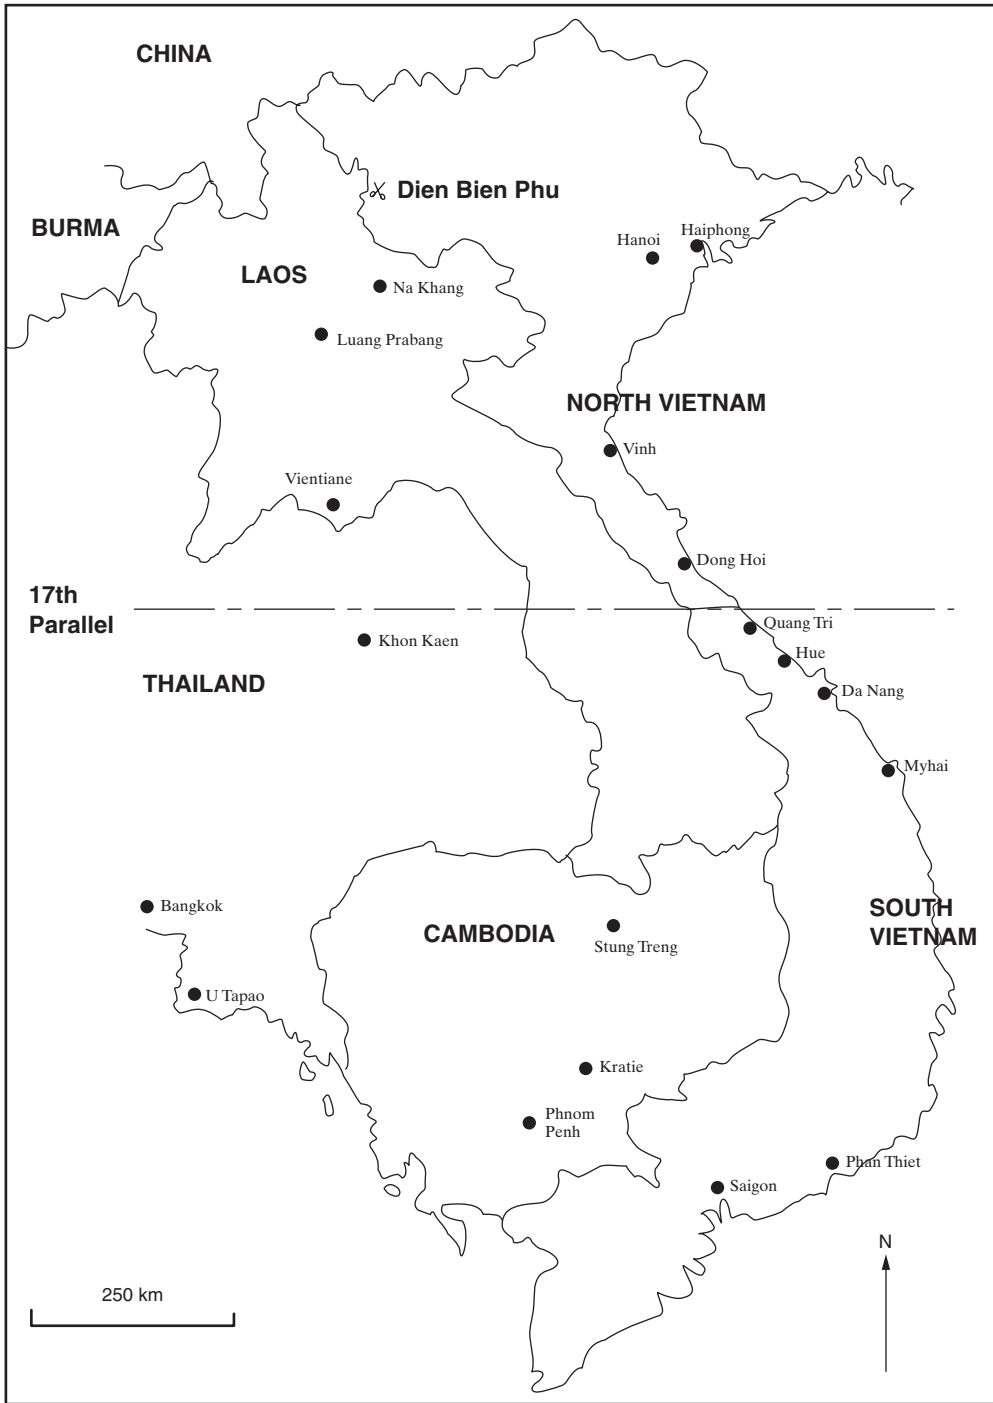 CHINA
Dien Bien Phu
BURMA
Haiphong
Hanoi
LAOS
Na Khang
Luang Prabang
NORTH VIETNAM
Vinh
Vientiane
Dong Hoi
17th
Parallel
Quang Tri
Khon Kaen
Hue
THAILAND
Da Nang
Myhai
Bangkok
SOUTH
VIETNAM
CAMBODIA
Stung Treng
U Tapao
Kratie
Phnom
Penh
Phan Thiet
Saigon
N
250 km